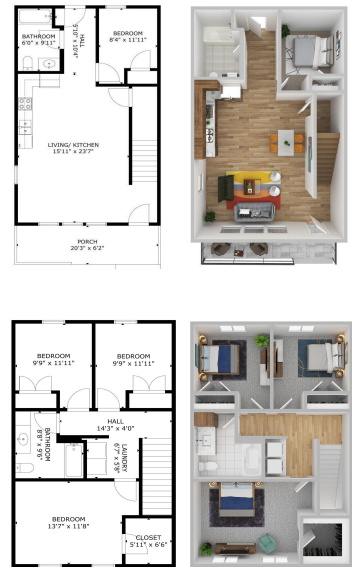 BATHROOM
6'0" x 9'11"
HALL
5'10" x 10'4"
BEDROOM
8'4" x 11'11"
LIVING/ KITCHEN
15'11" x 23'7"
PORCH
20'3" x 6'2"
BEDROOM
9'9" x 11'11"
BEDROOM
9'9" x 11'11"
HALL
14'3" x 4'0"
BATHROOM
8'8" x 9'6"
LAUNDRY
6'7" x 5'8"
BEDROOM
13'7" x 11'8"
CLOSET
5'11" x 6'6"